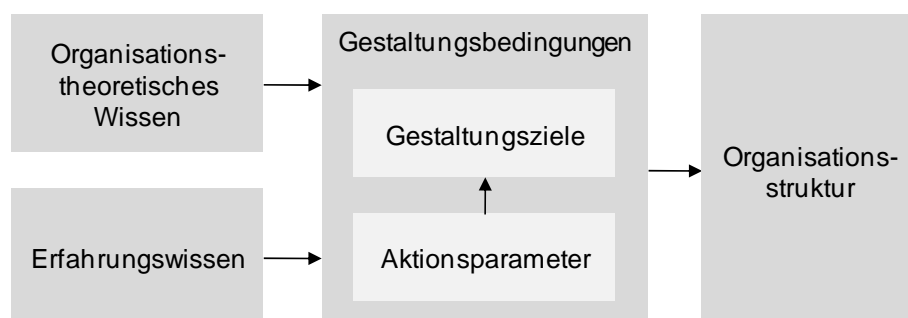 Organisations-
theoretisches
Wissen
Erfahrungswissen
Gestaltungsbedingungen
Gestaltungsziele
Aktionsparameter
Organisations-
struktur